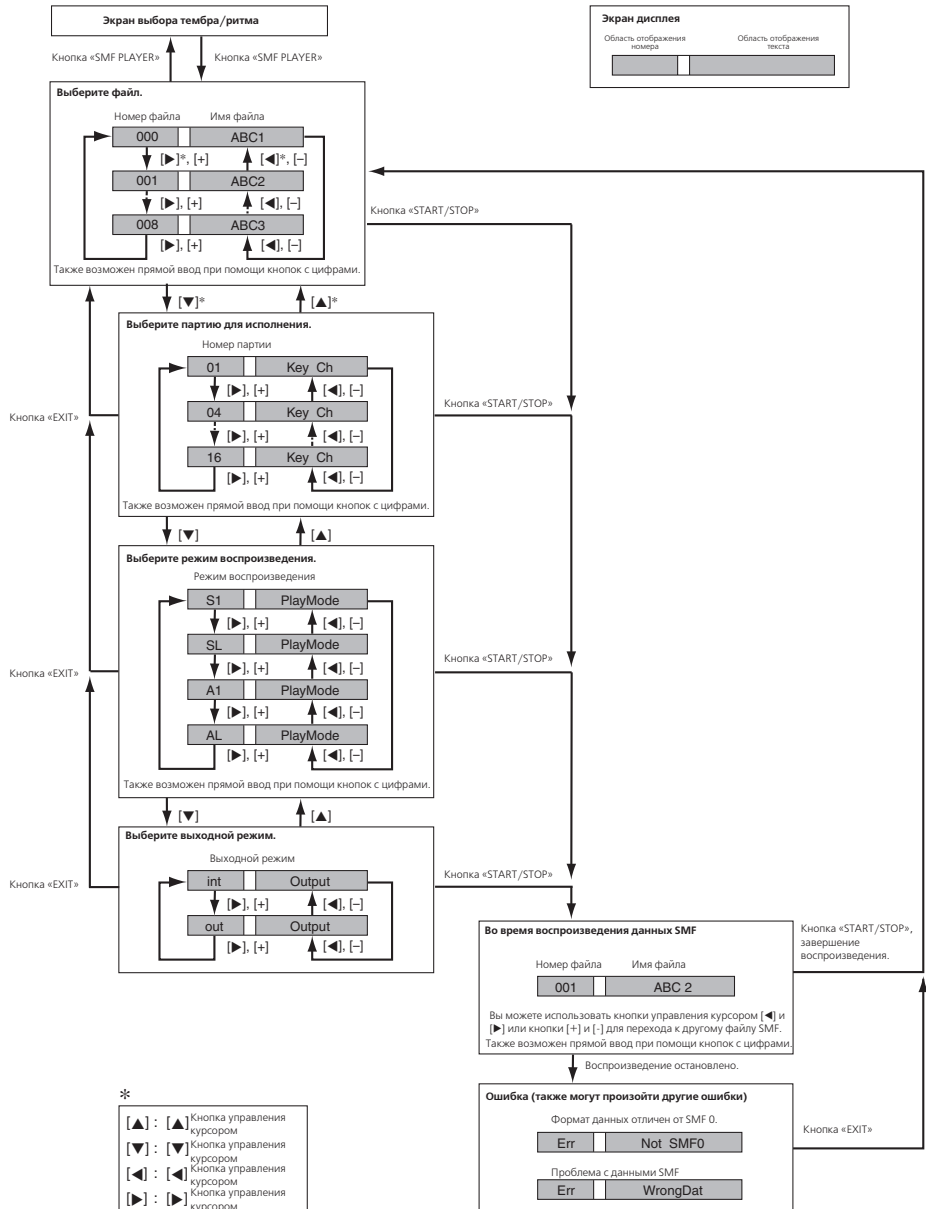 Экран выбора тембра/ритма
Кнопка «SMF PLAYER»
Кнопка «SMF PLAYER»
Экран дисплея
Область отображения
номера
Область отображения
текста
Выберите файл.
Номер файла Имя файла
000 ABC1
[▶]*, [+] [◀]*, [–]
001 ABC2
[▶], [+] [◀], [–]
008 ABC3
[▶], [+] [◀], [–]
Также возможен прямой ввод при помощи кнопок с цифрами.
Кнопка «START/STOP»
[▼]* [▲]*
Выберите партию для исполнения.
Номер партии
01 Key Ch
[▶], [+] [◀], [–]
04 Key Ch
[▶], [+] [◀], [–]
16 Key Ch
[▶], [+] [◀], [–]
Также возможен прямой ввод при помощи кнопок с цифрами.
Кнопка «EXIT»
Кнопка «START/STOP»
[▼] [▲]
Выберите режим воспроизведения.
Режим воспроизведения
S1 PlayMode
[▶], [+] [◀], [–]
SL PlayMode
[▶], [+] [◀], [–]
A1 PlayMode
[▶], [+] [◀], [–]
AL PlayMode
[▶], [+] [◀], [–]
Также возможен прямой ввод при помощи кнопок с цифрами.
Кнопка «EXIT»
Кнопка «START/STOP»
[▼] [▲]
Выберите выходной режим.
Выходной режим
int Output
[▶], [+] [◀], [–]
out Output
[▶], [+] [◀], [–]
Кнопка «EXIT»
Кнопка «START/STOP»
Во время воспроизведения данных SMF
Номер файла Имя файла
001 ABC 2
Вы можете использовать кнопки управления курсором [◀] и
[▶] или кнопки [+] и [-] для перехода к другому файлу SMF.
Также возможен прямой ввод при помощи кнопок с цифрами.
Кнопка «START/STOP»,
завершение
воспроизведения.
Воспроизведение остановлено.
Ошибка (также могут произойти другие ошибки)
Формат данных отличен от SMF 0.
Err Not SMF0
Проблема с данными SMF
Err WrongDat
Кнопка «EXIT»
*
[▲] : [▲] Кнопка управления
курсором
[▼] : [▼] Кнопка управления
курсором
[◀] : [◀] Кнопка управления
курсором
[▶] : [▶] Кнопка управления
курсором